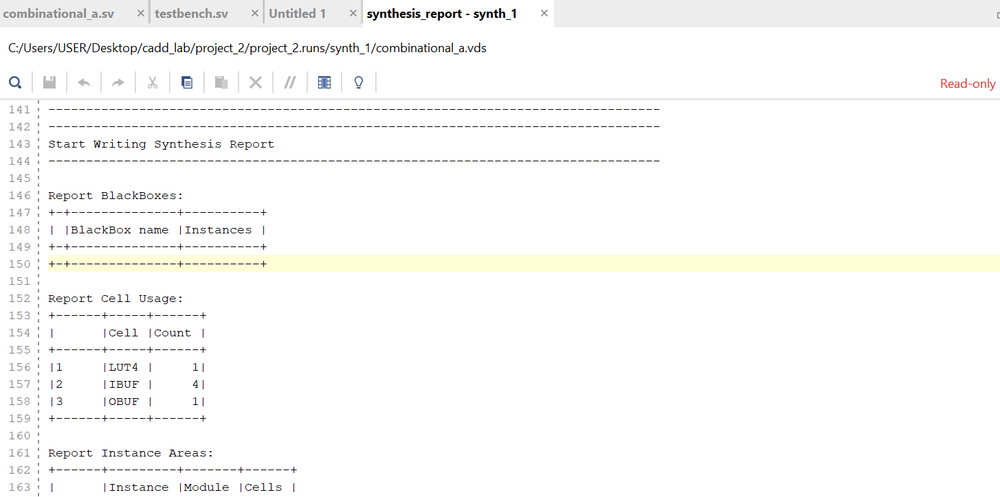 combinational_a.sv × testbench.sv × Untitled 1 × synthesis_report - synth_1 ×
C:/Users/USER/Desktop/cadd_lab/project_2/project_2.runs/synth_1/combinational_a.vds
Read-only
141 ---------------------------------------------------------------------------------
142 ---------------------------------------------------------------------------------
143 Start Writing Synthesis Report
144 ---------------------------------------------------------------------------------
145
146 Report BlackBoxes:
147 +-+--------------+----------+
148 | |BlackBox name |Instances |
149 +-+--------------+----------+
150 +-+--------------+----------+
151
152 Report Cell Usage:
153 +------+-----+------+
154 |      |Cell |Count |
155 +------+-----+------+
156 |1     |LUT4 |     1|
157 |2     |IBUF |     4|
158 |3     |OBUF |     1|
159 +------+-----+------+
160
161 Report Instance Areas:
162 +------+---------+-------+------+
163 |      |Instance |Module |Cells |